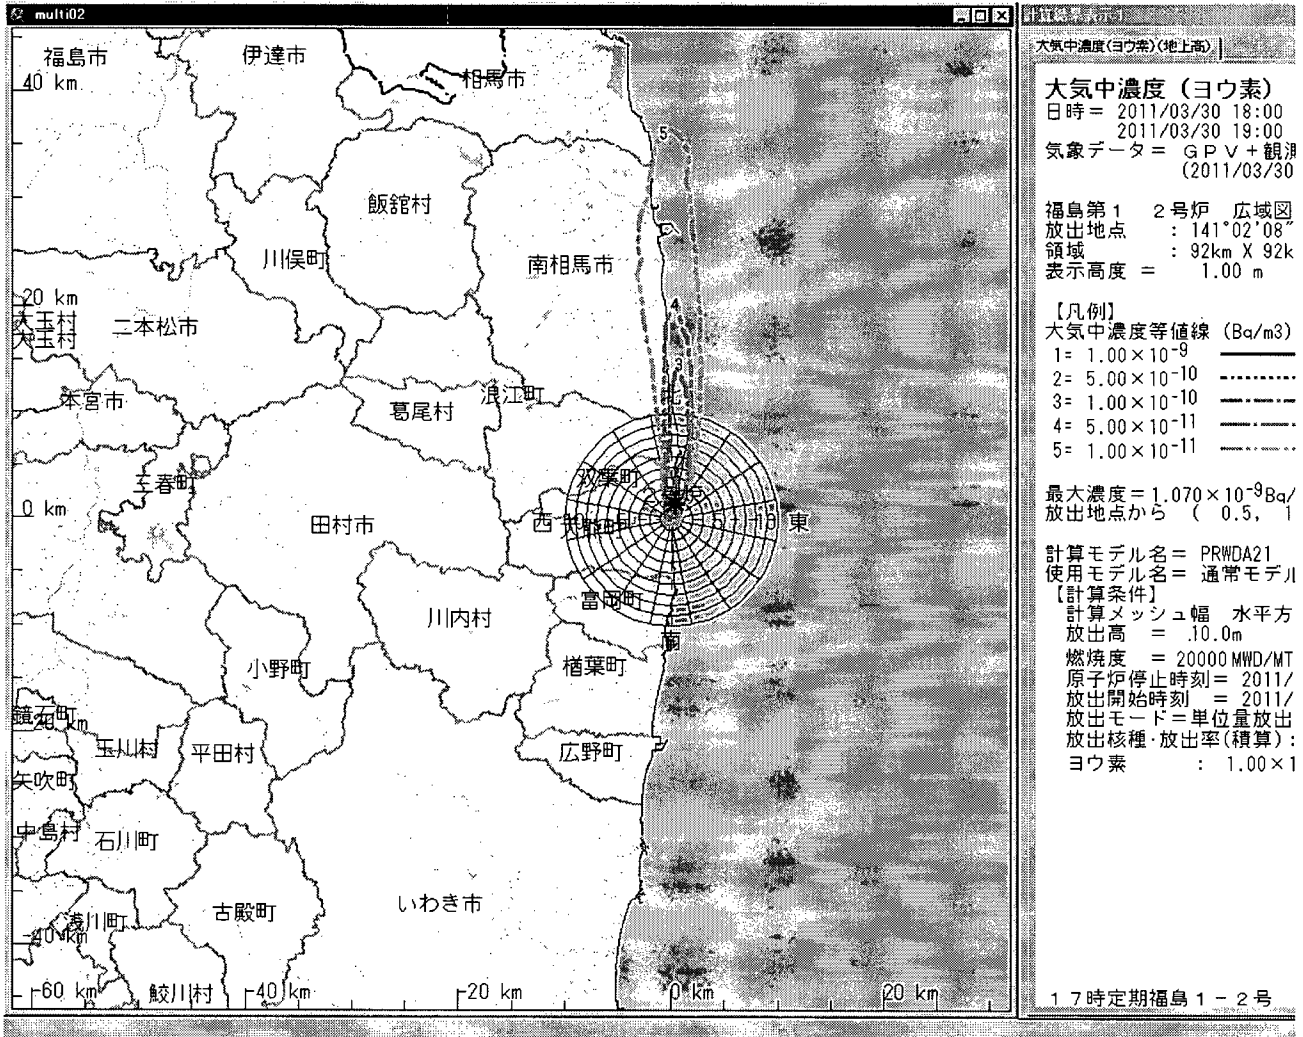 multi02
福島市
伊達市
相馬市
40 km
5
飯舘村
川俣町
南相馬市
20 km
大玉村
大玉村
二本松市
4
3
北
本宮市
葛尾村
浪江町
三春町
双葉町
0 km
田村市
西
東
富岡町
川内村
南
小野町
楢葉町
鏡石町
-20 km
玉川村
平田村
広野町
矢吹町
中島村
石川町
浅川町
古殿町
いわき市
-40 km
鮫川村
-60 km
-40 km
-20 km
0 km
20 km
計算結果表示-1
大気中濃度(ヨウ素)(地上高)
大気中濃度（ヨウ素）
日時＝ 2011/03/30 18:00
2011/03/30 19:00
気象データ＝ ＧＰＶ＋観測
(2011/03/30
福島第１　２号炉　広域図
放出地点　： 141°02'08"
領域　： 92km X 92k
表示高度 ＝ 1.00 m
【凡例】
大気中濃度等値線 (Bq/m3)
1= 1.00×10-9
2= 5.00×10-10
3= 1.00×10-10
4= 5.00×10-11
5= 1.00×10-11
最大濃度＝1.070×10-9Bq/
放出地点から （ 0.5, 1
計算モデル名＝ PRWDA21
使用モデル名＝ 通常モデル
【計算条件】
計算メッシュ幅　水平方
放出高 ＝ 10.0m
燃焼度 ＝ 20000MWD/MT
原子炉停止時刻＝ 2011/
放出開始時刻 ＝ 2011/
放出モード＝単位量放出
放出核種・放出率(積算)：
ヨウ素　： 1.00×1
１７時定期福島１－２号